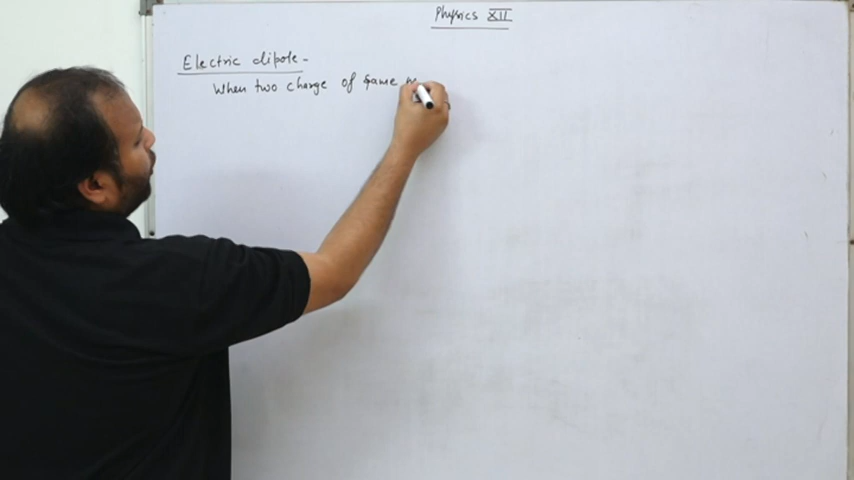 Physics XII
Electric dipole-
When two charge of same